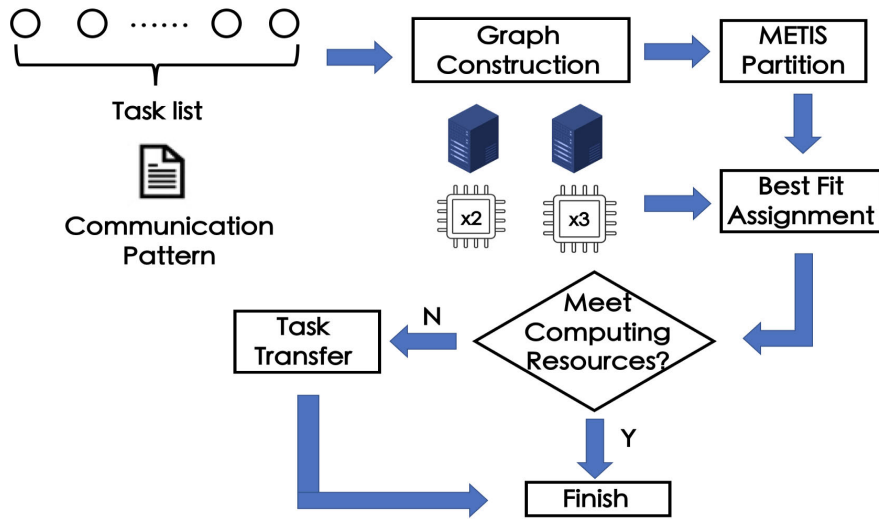 Task list
Communication
Pattern
Graph
Construction
METIS
Partition
x2
x3
Best Fit
Assignment
Meet
Computing
Resources?
N
Task
Transfer
Y
Finish